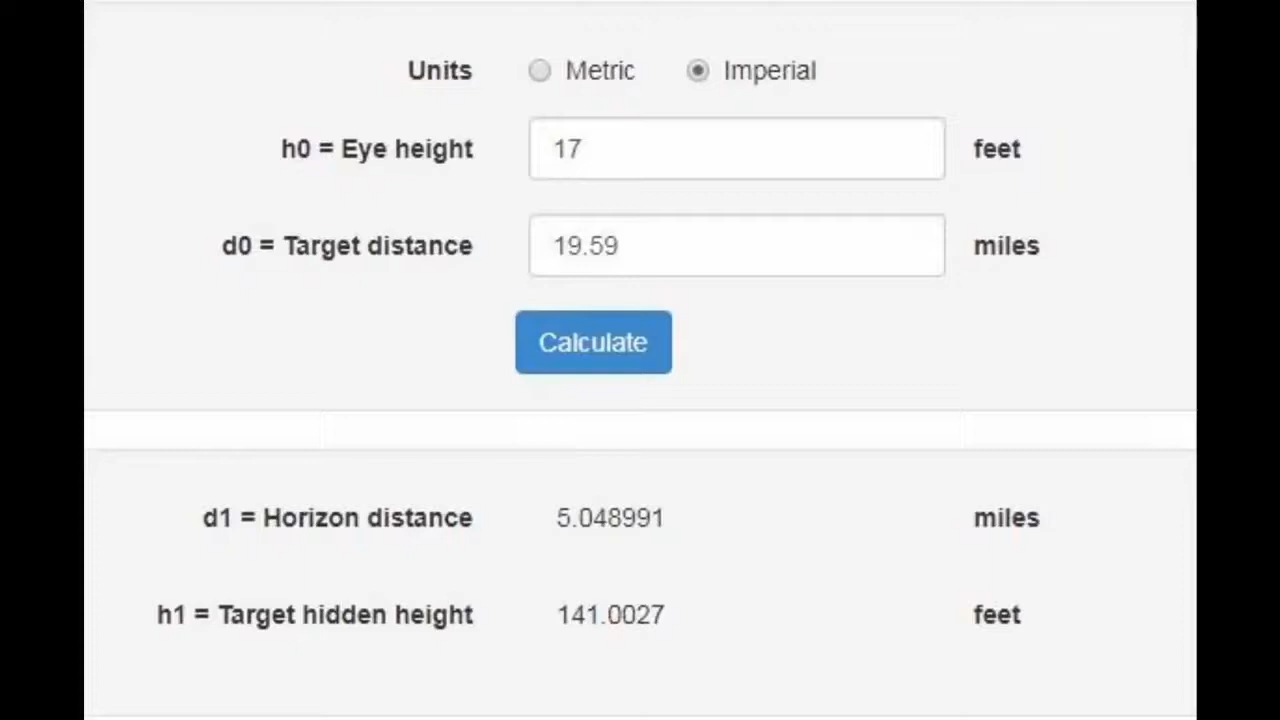 Units Metric Imperial
h0 = Eye height 17 feet
d0 = Target distance 19.59 miles
Calculate
d1 = Horizon distance 5.048991 miles
h1 = Target hidden height 141.0027 feet